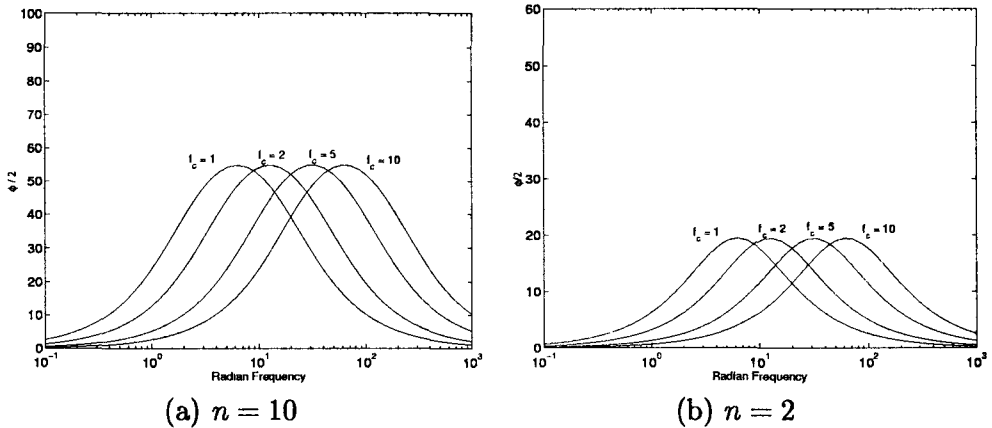 100
90
80
70
60
50
40
30
20
10
0
ϕ / 2
f_c = 1
f_c = 2
f_c = 5
f_c = 10
10^-1
10^0
10^1
10^2
10^3
Radian Frequency
(a) n = 10
60
50
40
30
20
10
0
ϕ/2
f_c = 1
f_c = 2
f_c = 5
f_c = 10
10^-1
10^0
10^1
10^2
10^3
Radian Frequency
(b) n = 2